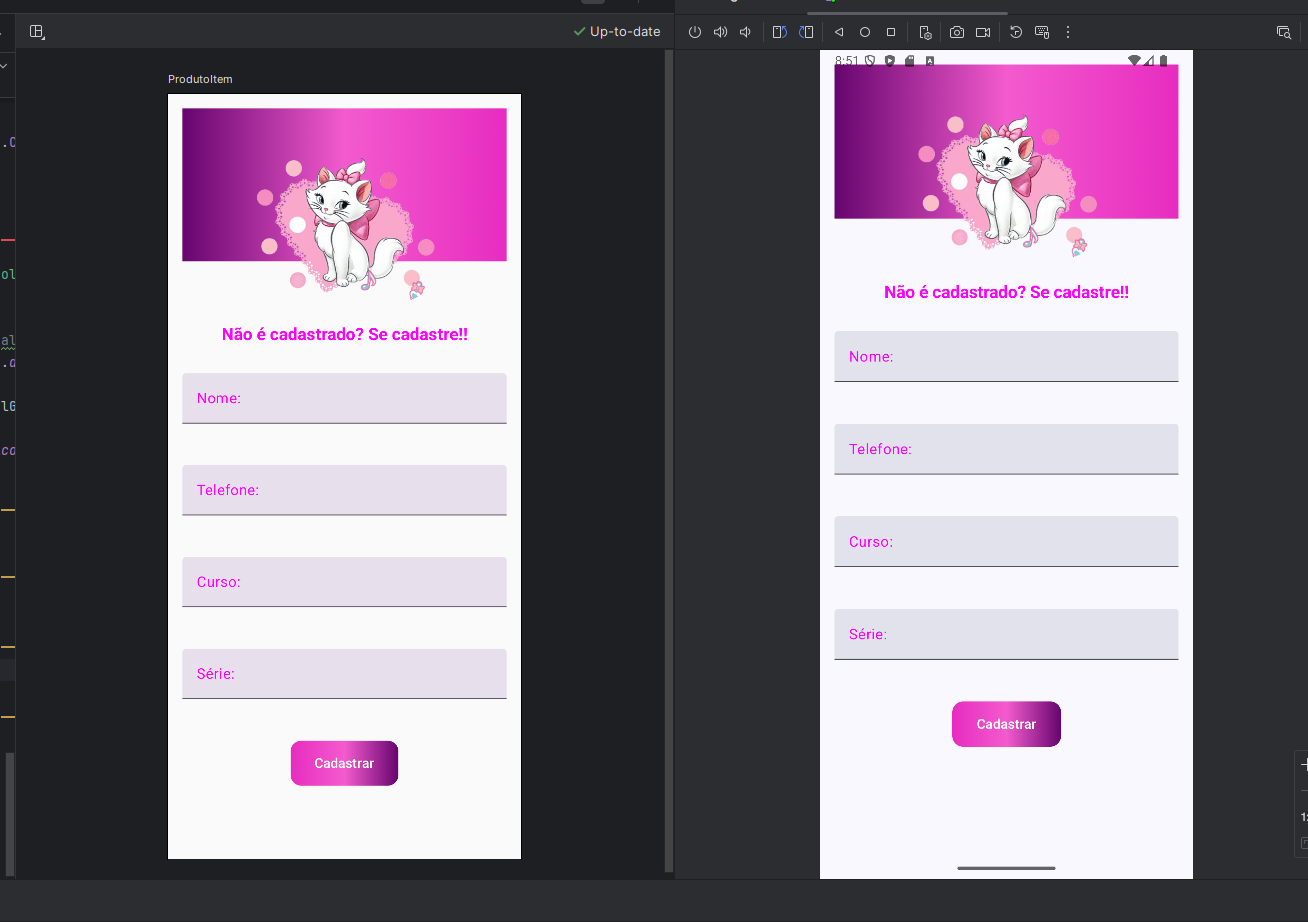 Up-to-date
ProdutoItem
Não é cadastrado? Se cadastre!!
Nome:
Telefone:
Curso:
Série:
Cadastrar
8:51
Não é cadastrado? Se cadastre!!
Nome:
Telefone:
Curso:
Série:
Cadastrar